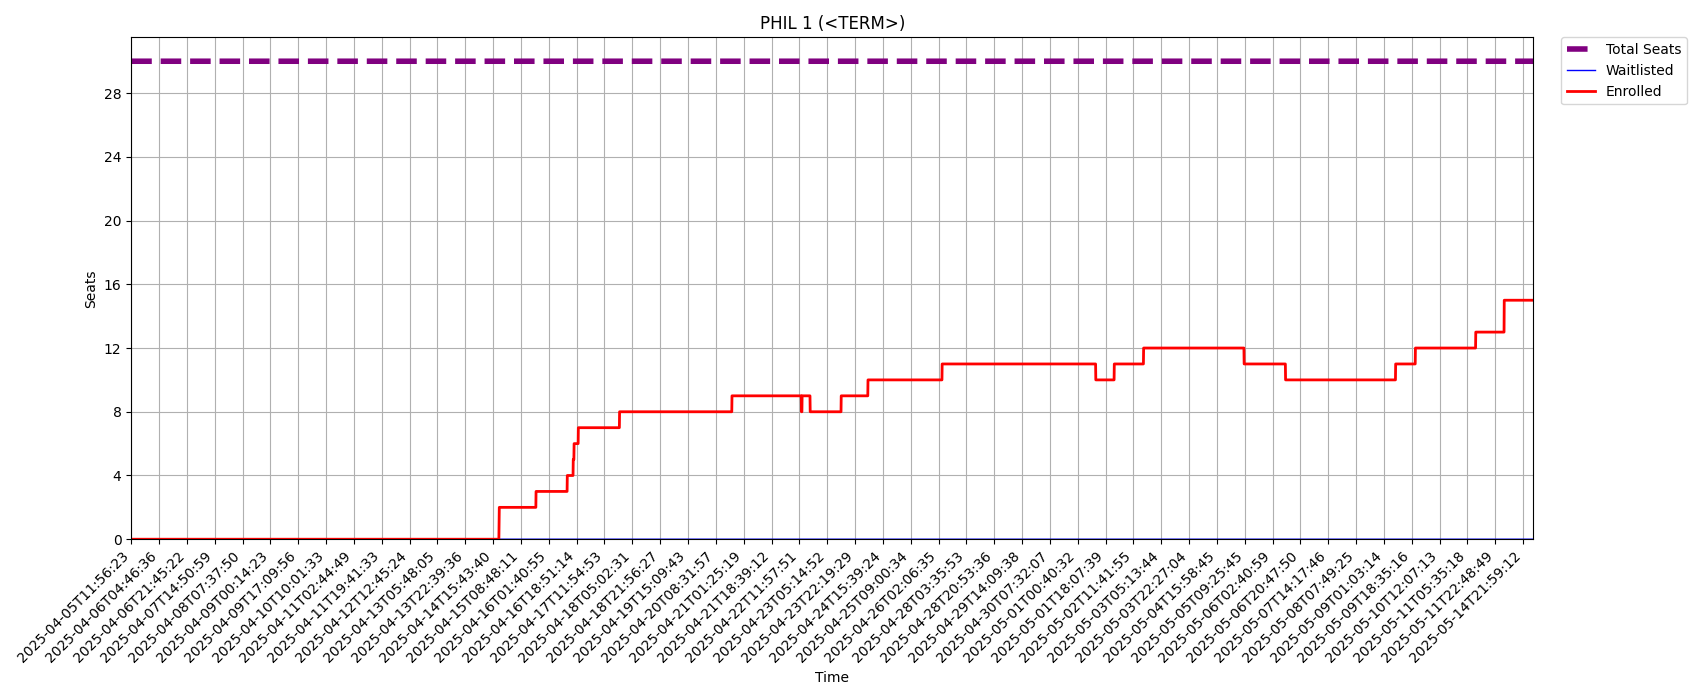 PHIL 1 (<TERM>)
Total Seats
Waitlisted
Enrolled
Seats
28
24
20
16
12
8
4
0
2025-04-05T11:56:23
2025-04-06T04:46:36
2025-04-06T21:45:22
2025-04-07T14:50:59
2025-04-08T07:37:50
2025-04-09T00:14:23
2025-04-09T17:09:56
2025-04-10T10:01:33
2025-04-11T02:44:49
2025-04-11T19:41:33
2025-04-12T12:45:24
2025-04-13T05:48:05
2025-04-13T22:39:36
2025-04-14T15:43:40
2025-04-15T08:48:11
2025-04-16T01:40:55
2025-04-16T18:51:14
2025-04-17T11:54:53
2025-04-18T05:02:31
2025-04-18T21:56:27
2025-04-19T15:09:43
2025-04-20T08:31:57
2025-04-21T01:25:19
2025-04-21T18:39:12
2025-04-22T11:57:51
2025-04-23T05:14:52
2025-04-23T22:19:29
2025-04-24T15:39:24
2025-04-25T09:00:34
2025-04-26T02:06:35
2025-04-28T03:35:53
2025-04-28T20:53:36
2025-04-29T14:09:38
2025-04-30T07:32:07
2025-05-01T00:40:32
2025-05-01T18:07:39
2025-05-02T11:41:55
2025-05-03T05:13:44
2025-05-03T22:27:04
2025-05-04T15:58:45
2025-05-05T09:25:45
2025-05-06T02:40:59
2025-05-06T20:47:50
2025-05-07T14:17:46
2025-05-08T07:49:25
2025-05-09T01:03:14
2025-05-09T18:35:16
2025-05-10T12:07:13
2025-05-11T05:35:18
2025-05-11T22:48:49
2025-05-14T21:59:12
Time